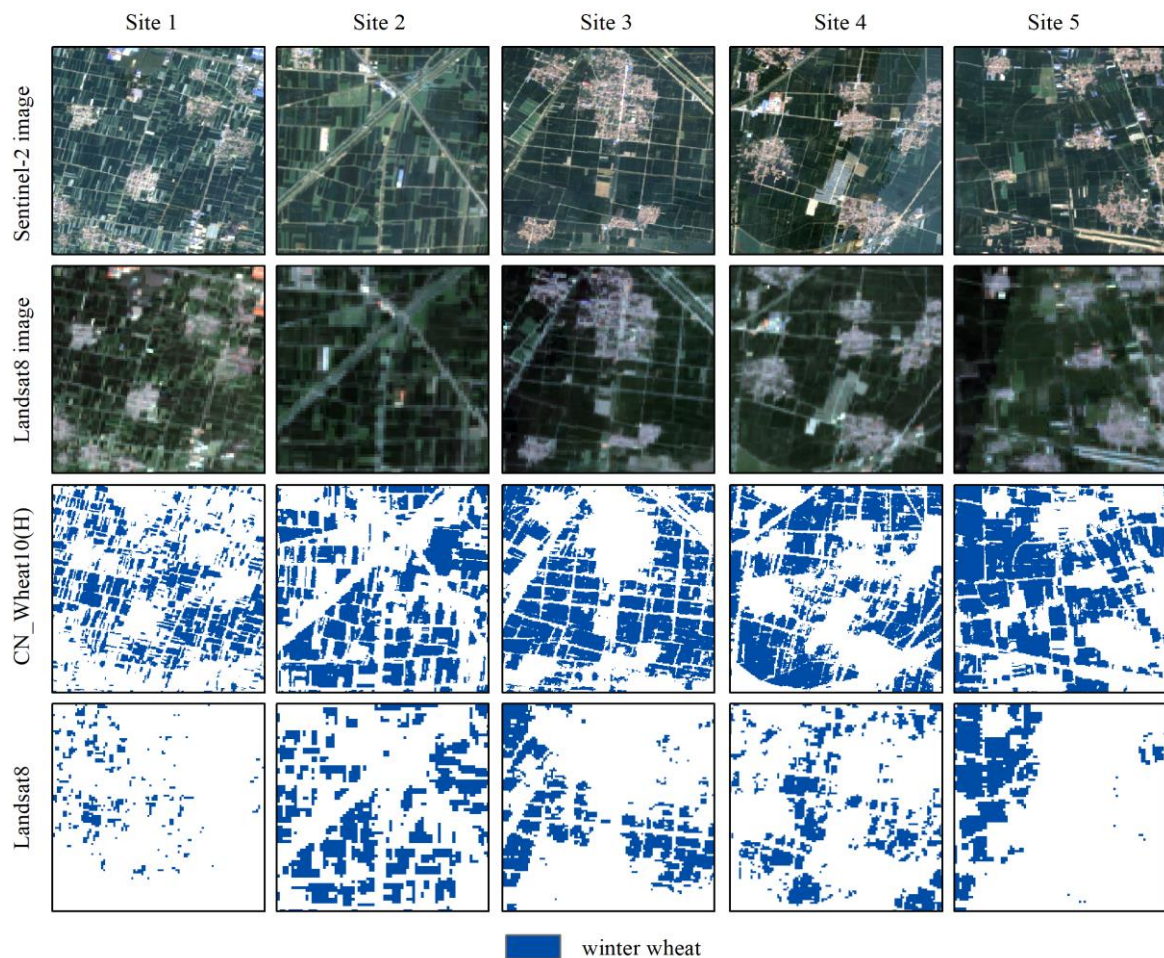 Site 1 Site 2 Site 3 Site 4 Site 5
Sentinel-2 image
Landsat8 image
CN_Wheat10(H)
Landsat8
winter wheat